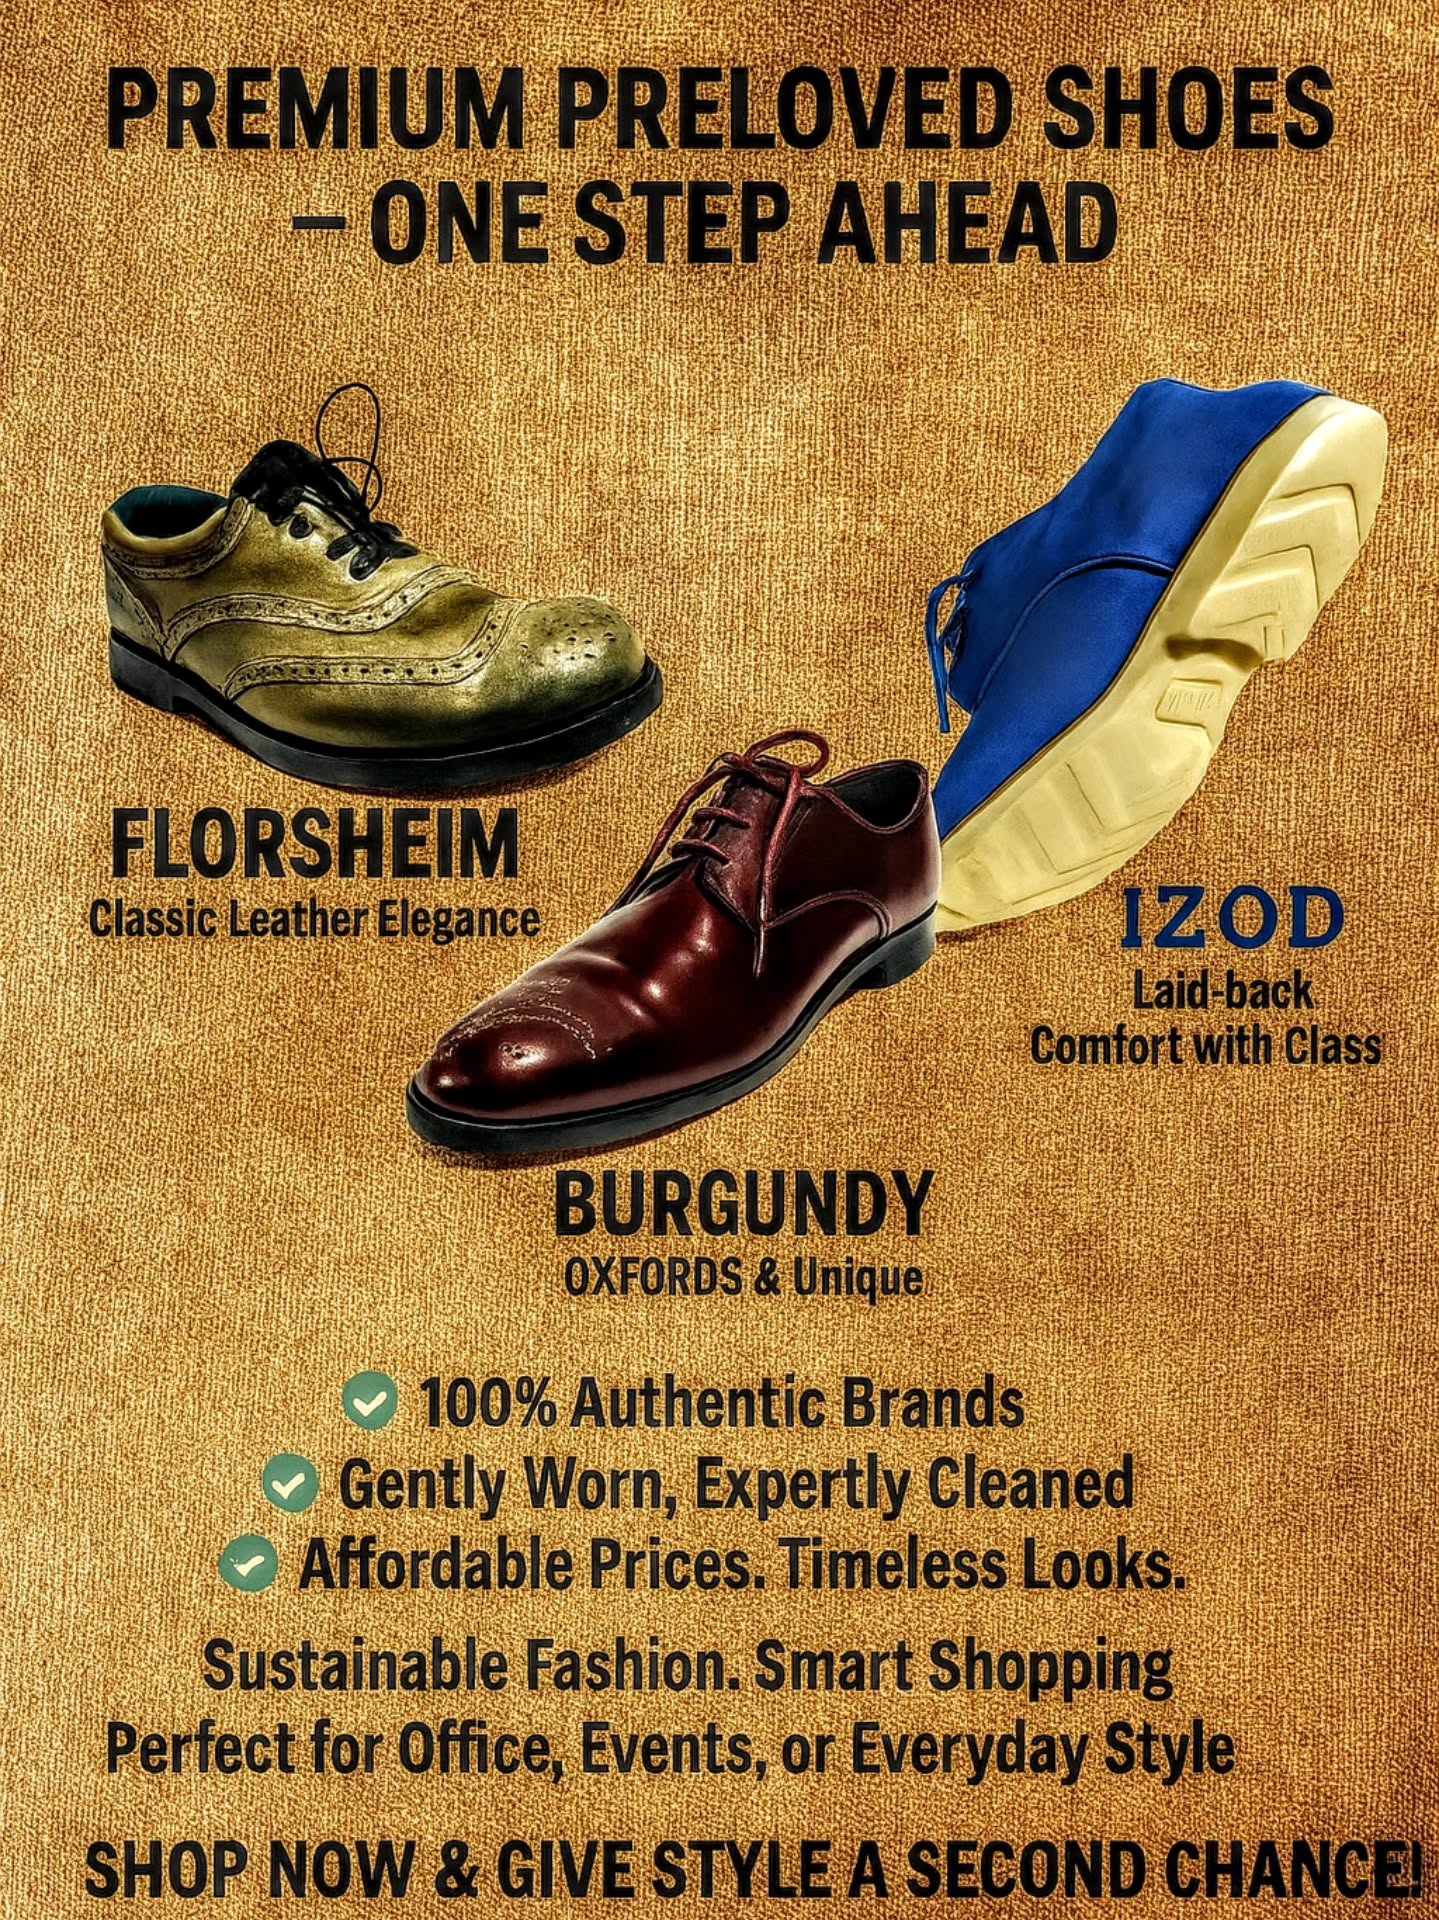 PREMIUM PRELOVED SHOES
– ONE STEP AHEAD
FLORSHEIM
Classic Leather Elegance
IZOD
Laid-back
Comfort with Class
BURGUNDY
OXFORDS & Unique
100% Authentic Brands
Gently Worn, Expertly Cleaned
Affordable Prices. Timeless Looks.
Sustainable Fashion. Smart Shopping
Perfect for Office, Events, or Everyday Style
SHOP NOW & GIVE STYLE A SECOND CHANCE!